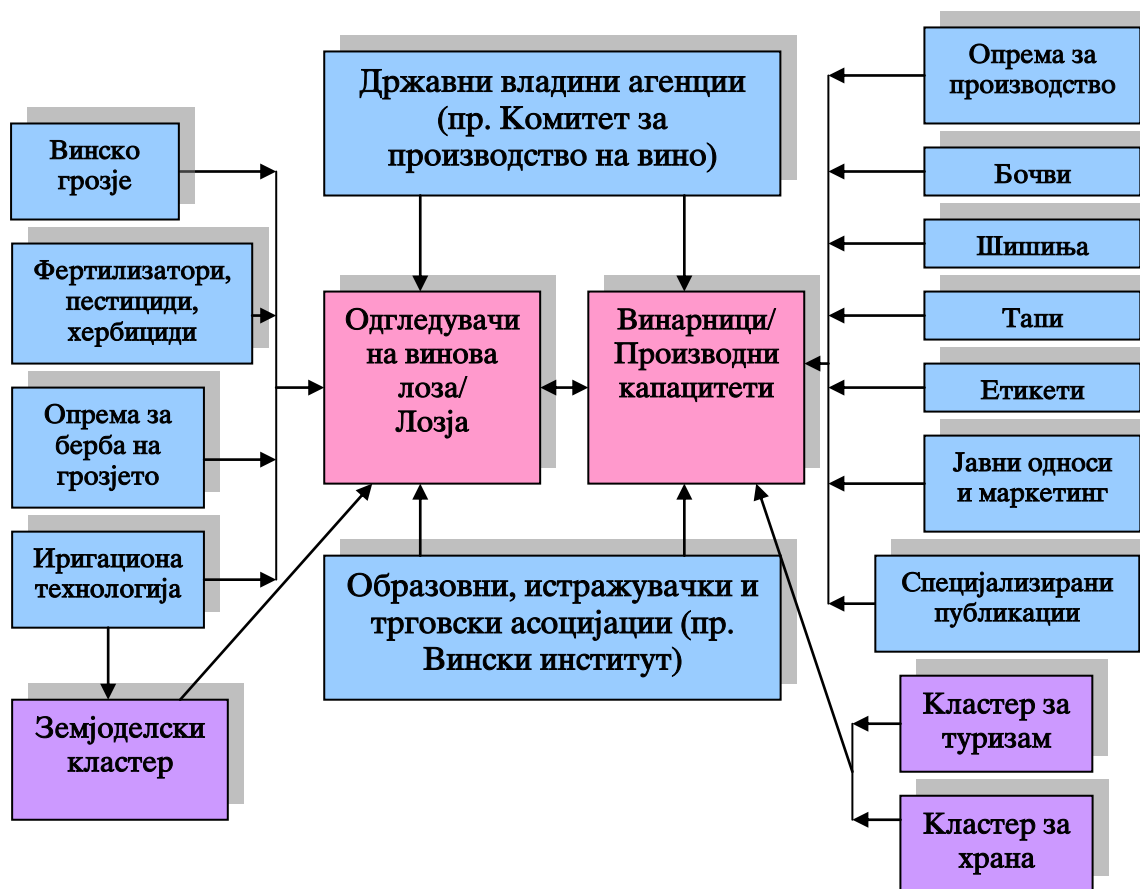 Државни владини агенции
(пр. Комитет за
производство на вино)
Винско
грозје
Фертилизатори,
пестициди,
хербициди
Опрема за
берба на
грозјето
Иригациона
технологија
Земјоделски
кластер
Одгледувачи
на винова
лоза/
Лозја
Винарници/
Производни
капацитети
Образовни, истражувачки и
трговски асоцијации (пр.
Вински институт)
Опрема за
производство
Бочви
Шишиња
Тапи
Етикети
Јавни односи
и маркетинг
Специјализирани
публикации
Кластер за
туризам
Кластер за
храна